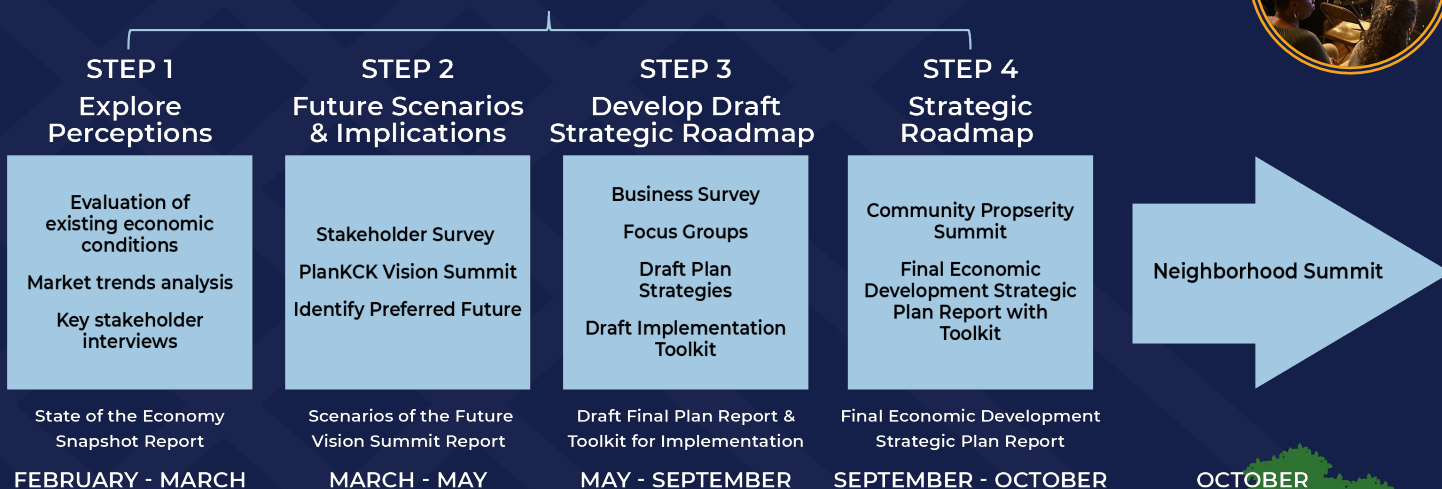 STEP 1
Explore
Perceptions
Evaluation of
existing economic
conditions
Market trends analysis
Key stakeholder
interviews
State of the Economy
Snapshot Report
FEBRUARY - MARCH
STEP 2
Future Scenarios
& Implications
Stakeholder Survey
PlanKCK Vision Summit
Identify Preferred Future
Scenarios of the Future
Vision Summit Report
MARCH - MAY
STEP 3
Develop Draft
Strategic Roadmap
Business Survey
Focus Groups
Draft Plan
Strategies
Draft Implementation
Toolkit
Draft Final Plan Report &
Toolkit for Implementation
MAY - SEPTEMBER
STEP 4
Strategic
Roadmap
Community Propserity
Summit
Final Economic
Development Strategic
Plan Report with
Toolkit
Final Economic Development
Strategic Plan Report
SEPTEMBER - OCTOBER
Neighborhood Summit
OCTOBER